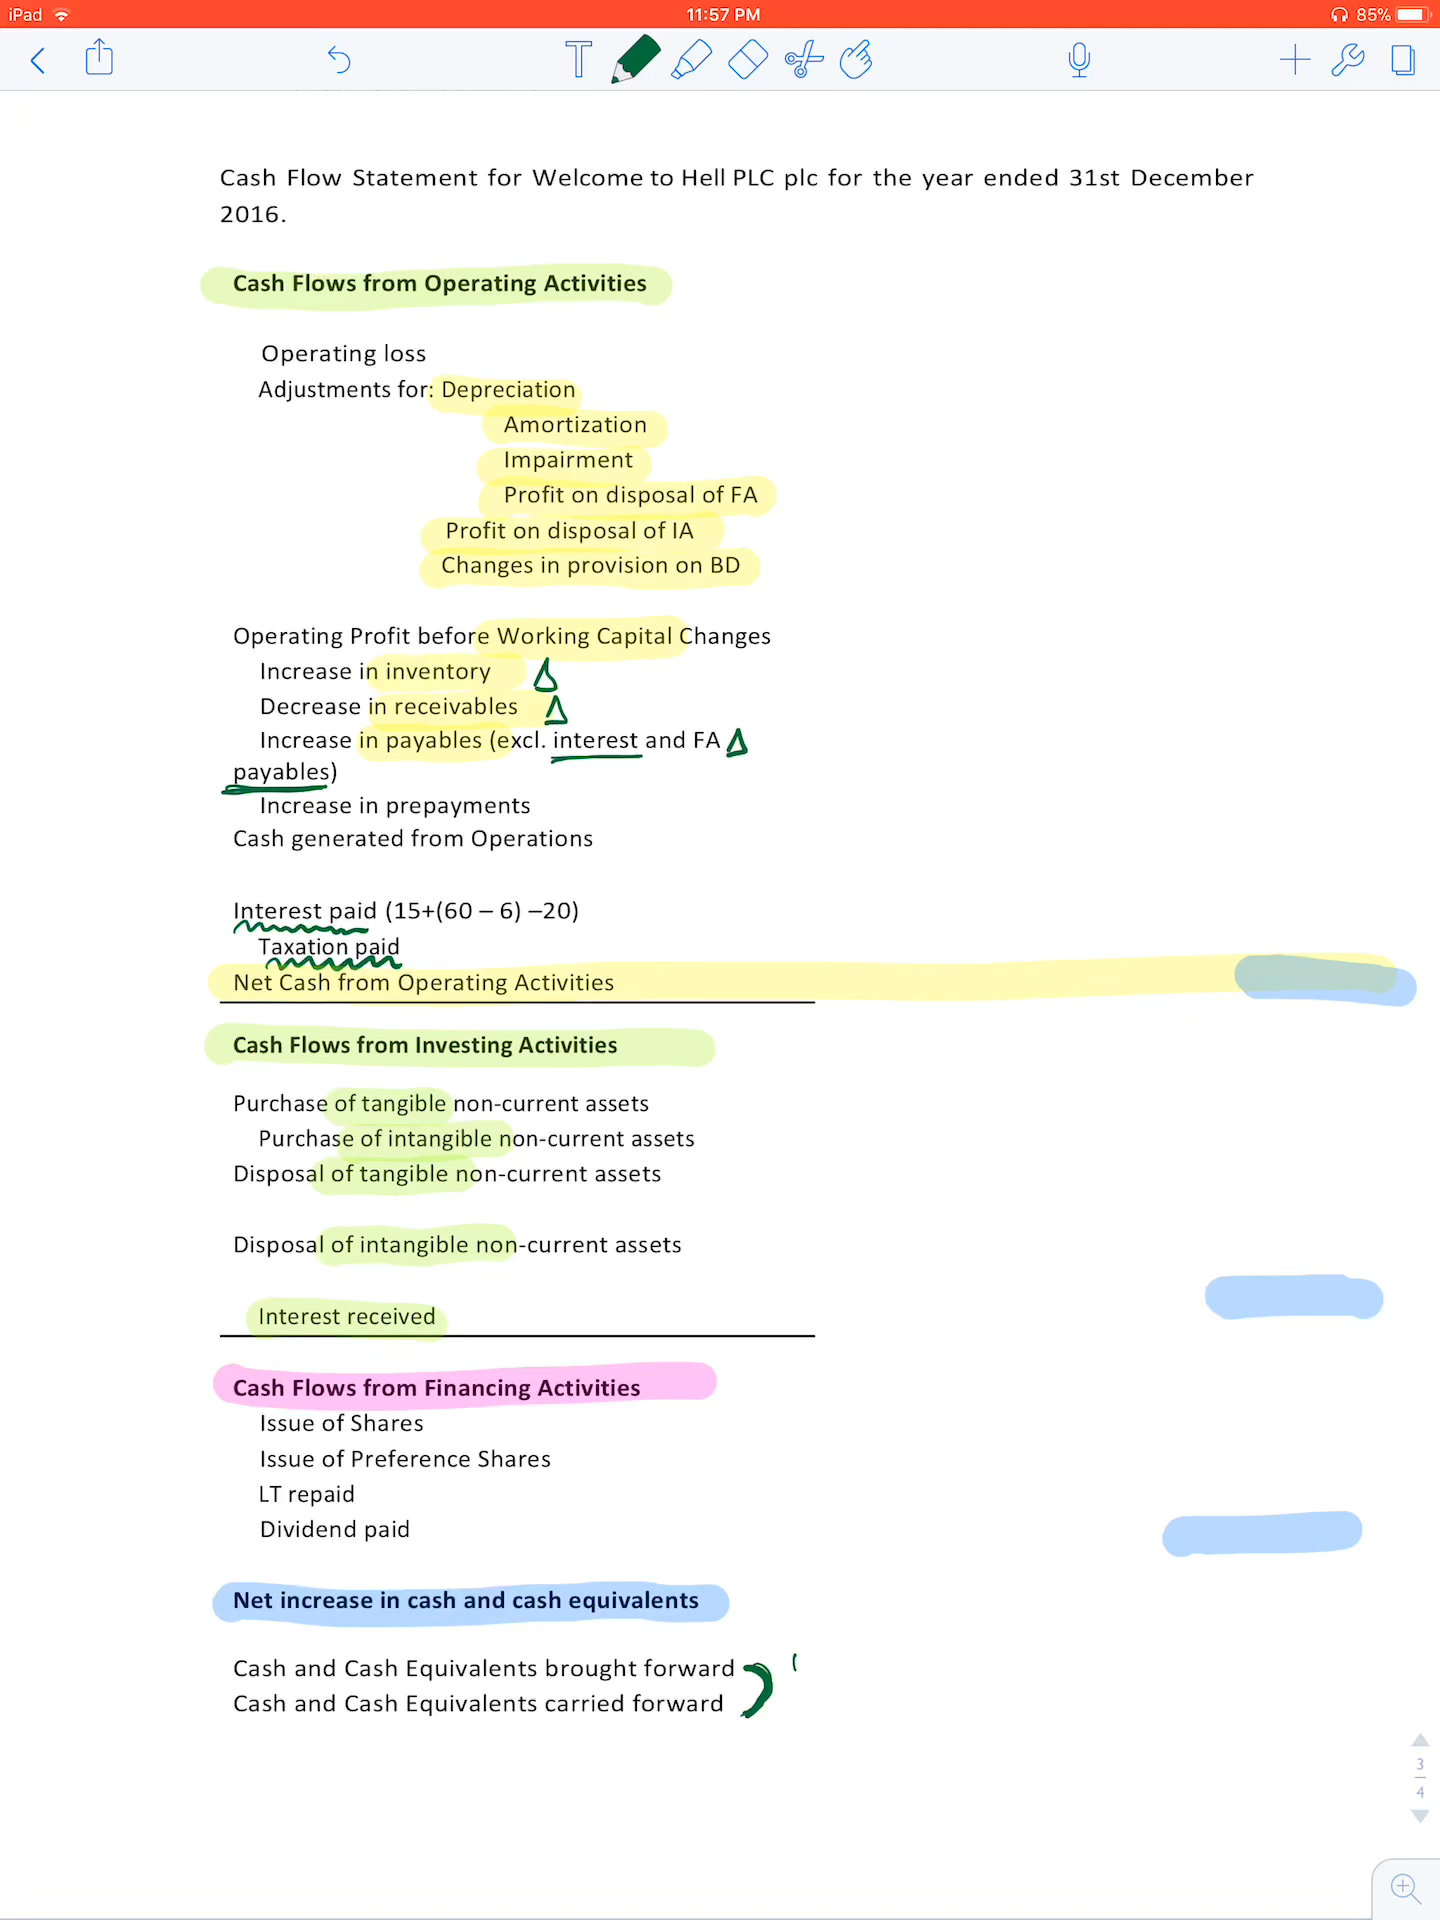 iPad
11:57 PM
85%
T
Cash Flow Statement for Welcome to Hell PLC plc for the year ended 31st December
2016.
Cash Flows from Operating Activities
Operating loss
Adjustments for: Depreciation
Amortization
Impairment
Profit on disposal of FA
Profit on disposal of IA
Changes in provision on BD
Operating Profit before Working Capital Changes
Increase in inventory Δ
Decrease in receivables Δ
Increase in payables (excl. interest and FA Δ
payables)
Increase in prepayments
Cash generated from Operations
Interest paid (15+(60 – 6) –20)
Taxation paid
Net Cash from Operating Activities
Cash Flows from Investing Activities
Purchase of tangible non-current assets
Purchase of intangible non-current assets
Disposal of tangible non-current assets
Disposal of intangible non-current assets
Interest received
Cash Flows from Financing Activities
Issue of Shares
Issue of Preference Shares
LT repaid
Dividend paid
Net increase in cash and cash equivalents
Cash and Cash Equivalents brought forward
Cash and Cash Equivalents carried forward
3
4